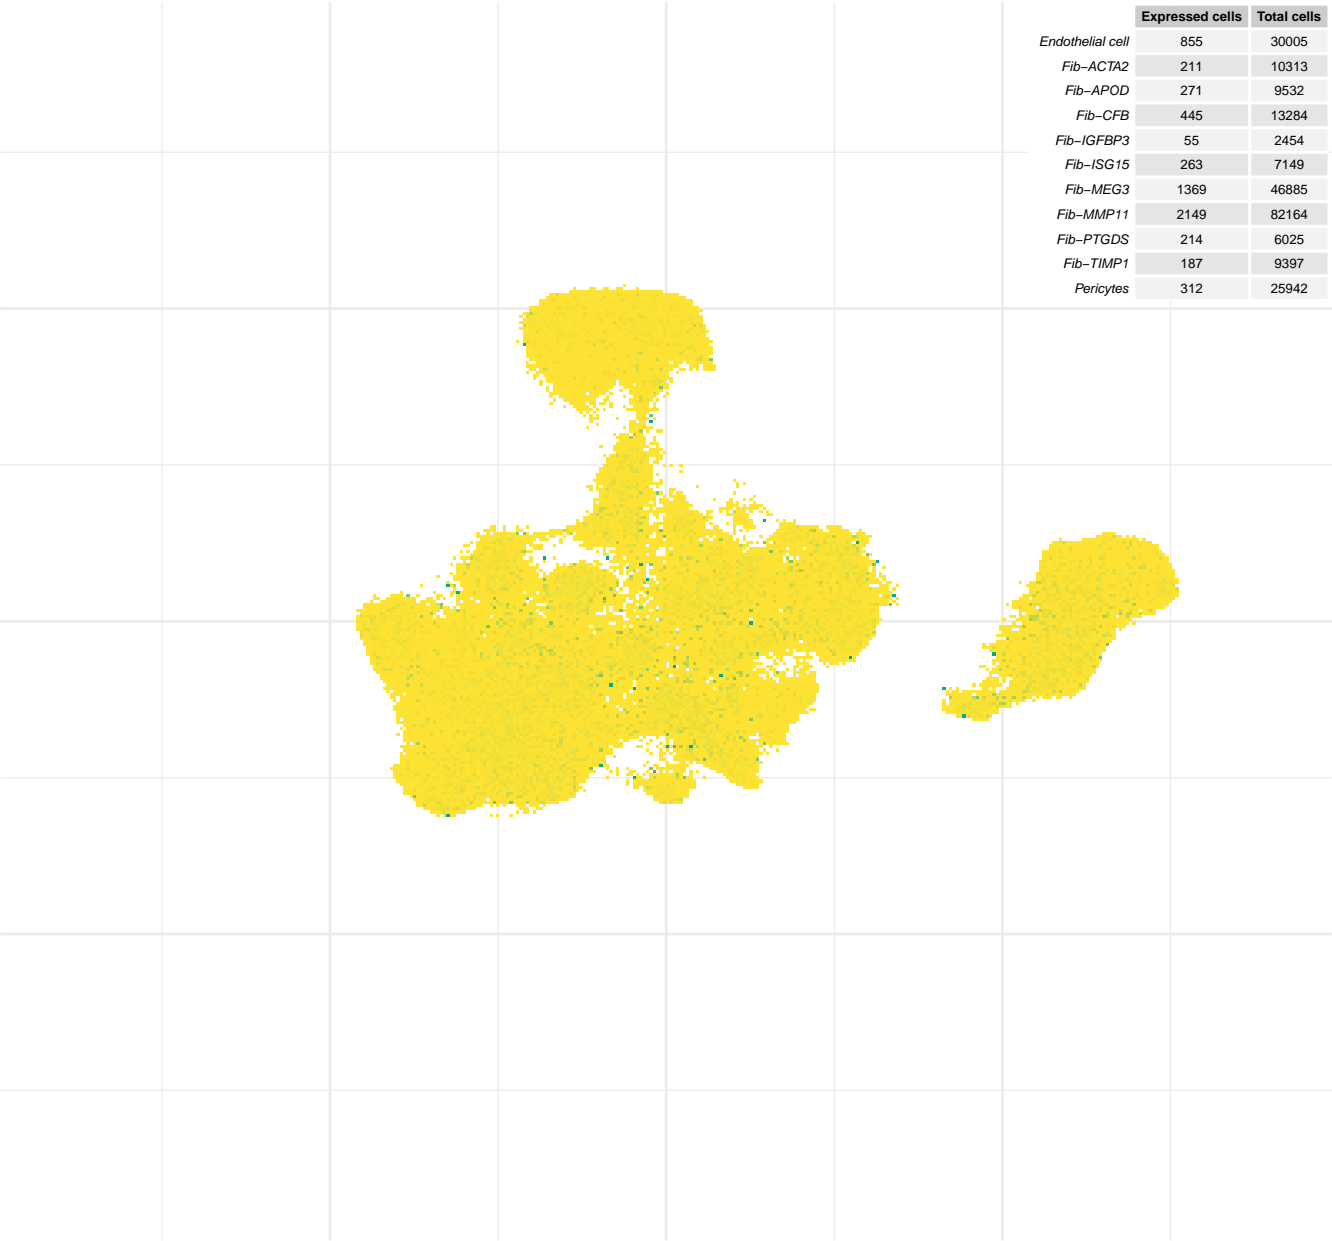 Expressed cells Total cells
Endothelial cell 855 30005
Fib−ACTA2 211 10313
Fib−APOD 271 9532
Fib−CFB 445 13284
Fib−IGFBP3 55 2454
Fib−ISG15 263 7149
Fib−MEG3 1369 46885
Fib−MMP11 2149 82164
Fib−PTGDS 214 6025
Fib−TIMP1 187 9397
Pericytes 312 25942